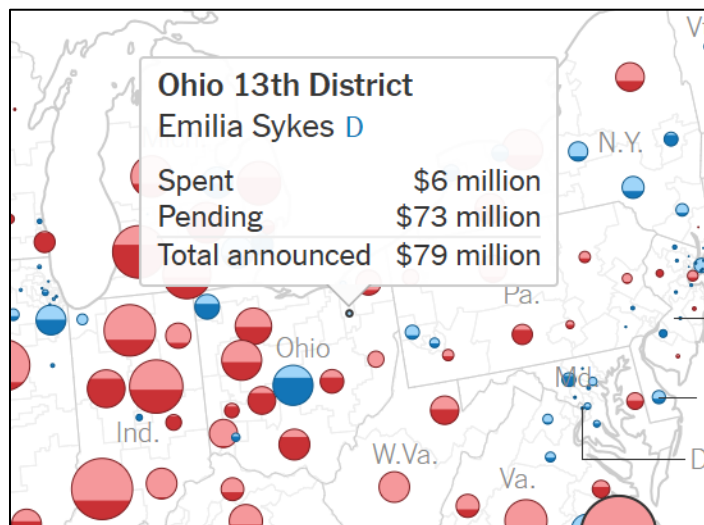 Vt
Ohio 13th District
Emilia Sykes D
N.Y.
Spent $6 million
Pending $73 million
Total announced $79 million
Pa.
Ohio
Md.
Ind.
W.Va.
D
Va.